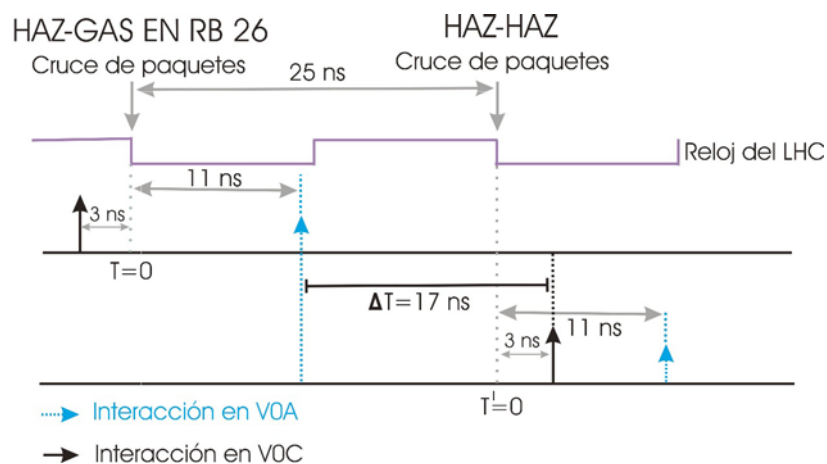 HAZ-GAS EN RB 26
Cruce de paquetes
HAZ-HAZ
Cruce de paquetes
25 ns
Reloj del LHC
11 ns
3 ns
T=0
ΔT=17 ns
11 ns
3 ns
T'=0
Interacción en V0A
Interacción en V0C